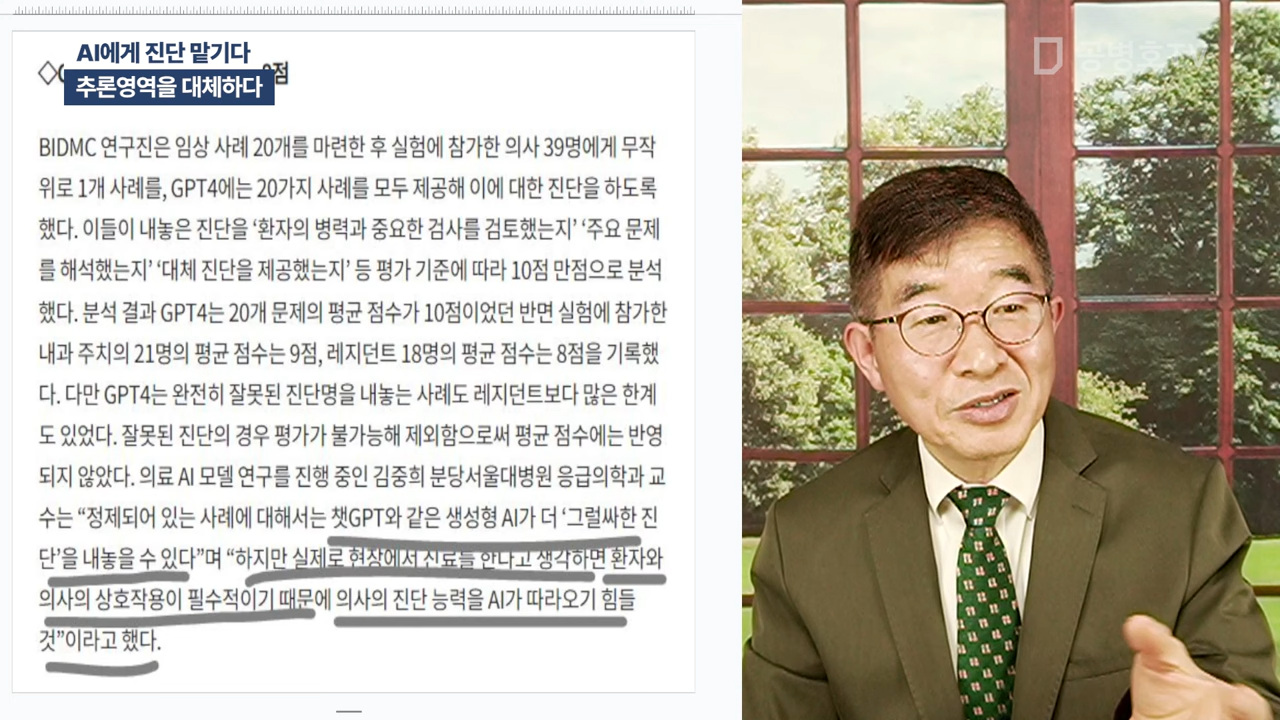 AI에게 진단 맡기다
추론영역을 대체하다
BIDMC 연구진은 임상 사례 20개를 마련한 후 실험에 참가한 의사 39명에게 무작
위로 1개 사례를, GPT4에는 20가지 사례를 모두 제공해 이에 대한 진단을 하도록
했다. 이들이 내놓은 진단을 ‘환자의 병력과 중요한 검사를 검토했는지’ ‘주요 문제
를 해석했는지’ ‘대체 진단을 제공했는지’ 등 평가 기준에 따라 10점 만점으로 분석
했다. 분석 결과 GPT4는 20개 문제의 평균 점수가 10점이었던 반면 실험에 참가한
내과 주치의 21명의 평균 점수는 9점, 레지던트 18명의 평균 점수는 8점을 기록했
다. 다만 GPT4는 완전히 잘못된 진단명을 내놓는 사례도 레지던트보다 많은 한계
도 있었다. 잘못된 진단의 경우 평가가 불가능해 제외함으로써 평균 점수에는 반영
되지 않았다. 의료 AI 모델 연구를 진행 중인 김중희 분당서울대병원 응급의학과 교
수는 “정제되어 있는 사례에 대해서는 챗GPT와 같은 생성형 AI가 더 ‘그럴싸한 진
단’을 내놓을 수 있다”며 “하지만 실제로 현장에서 진료를 한다고 생각하면 환자와
의사의 상호작용이 필수적이기 때문에 의사의 진단 능력을 AI가 따라오기 힘들
것”이라고 했다.